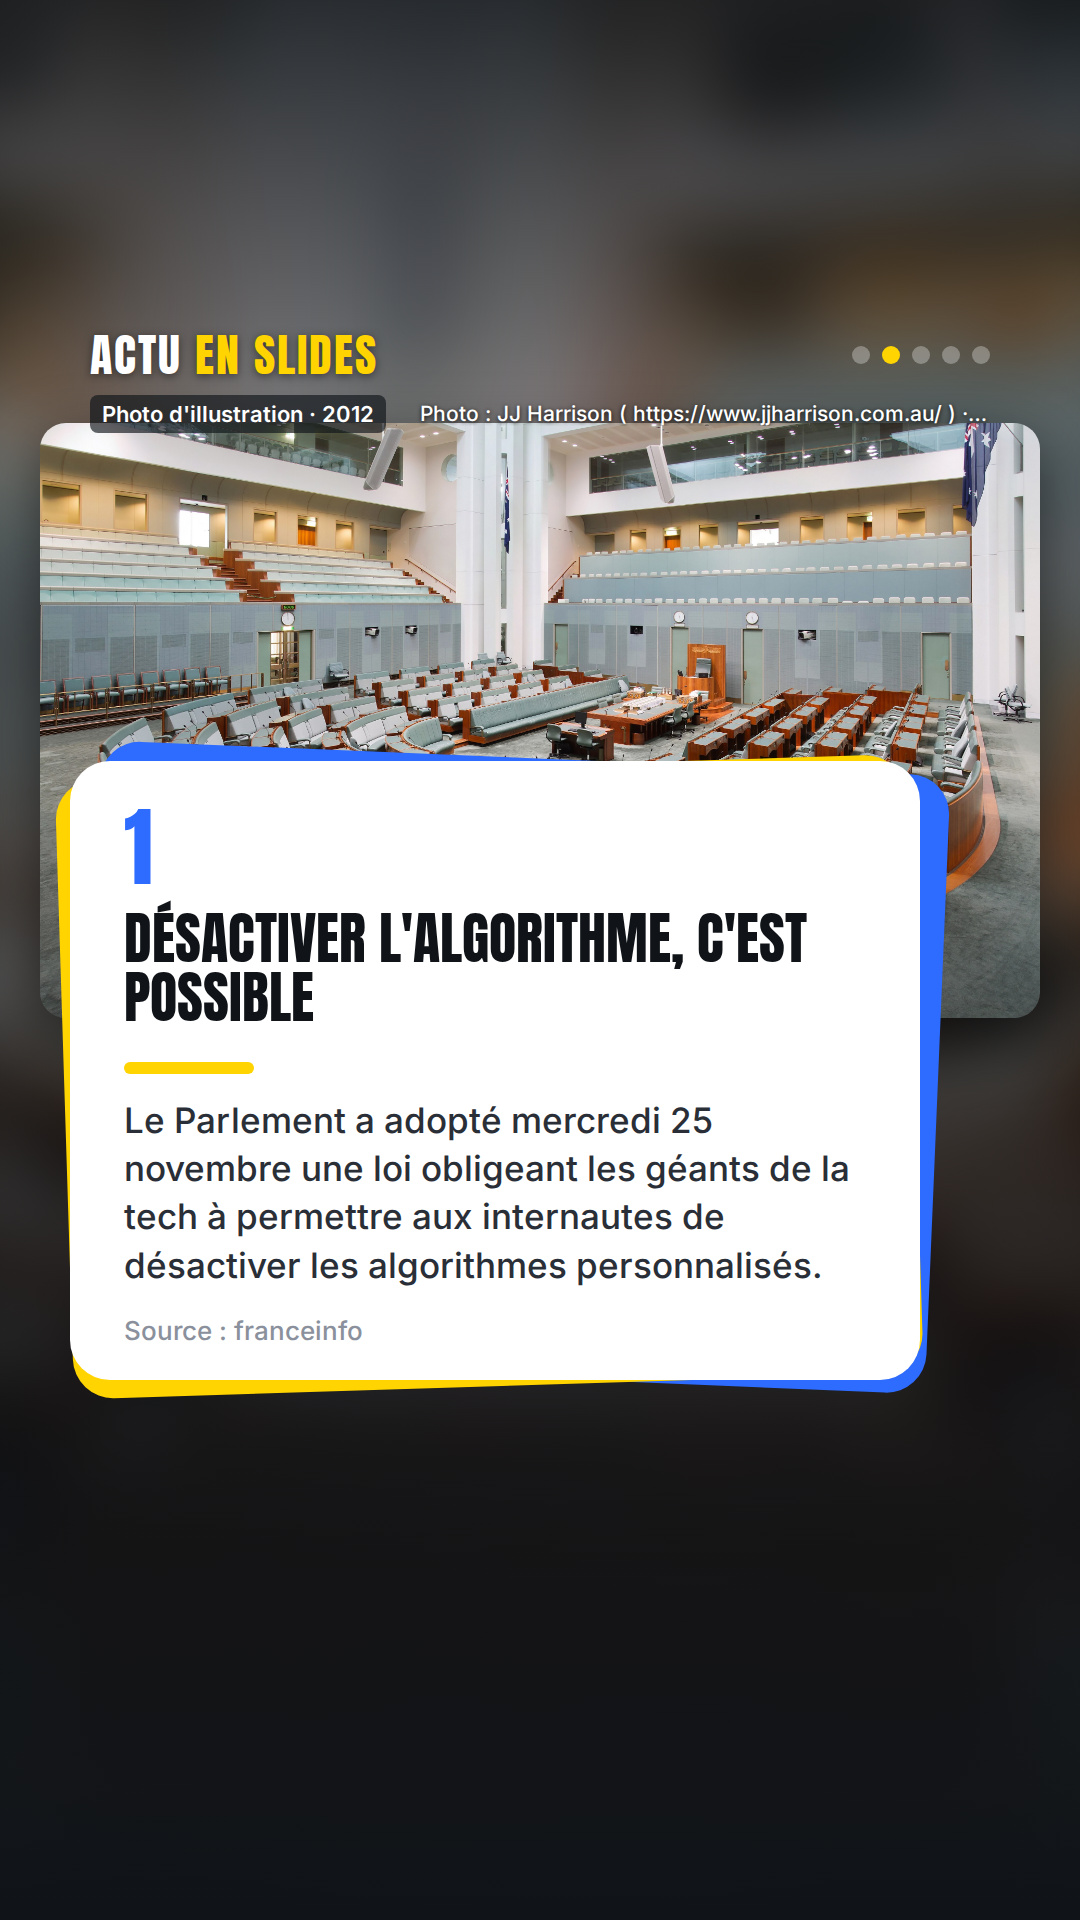 ACTU EN SLIDES
Photo d'illustration · 2012
Photo : JJ Harrison ( https://www.jjharrison.com.au/ ) ·...
1
DÉSACTIVER L'ALGORITHME, C'EST
POSSIBLE
Le Parlement a adopté mercredi 25
novembre une loi obligeant les géants de la
tech à permettre aux internautes de
désactiver les algorithmes personnalisés.
Source : franceinfo